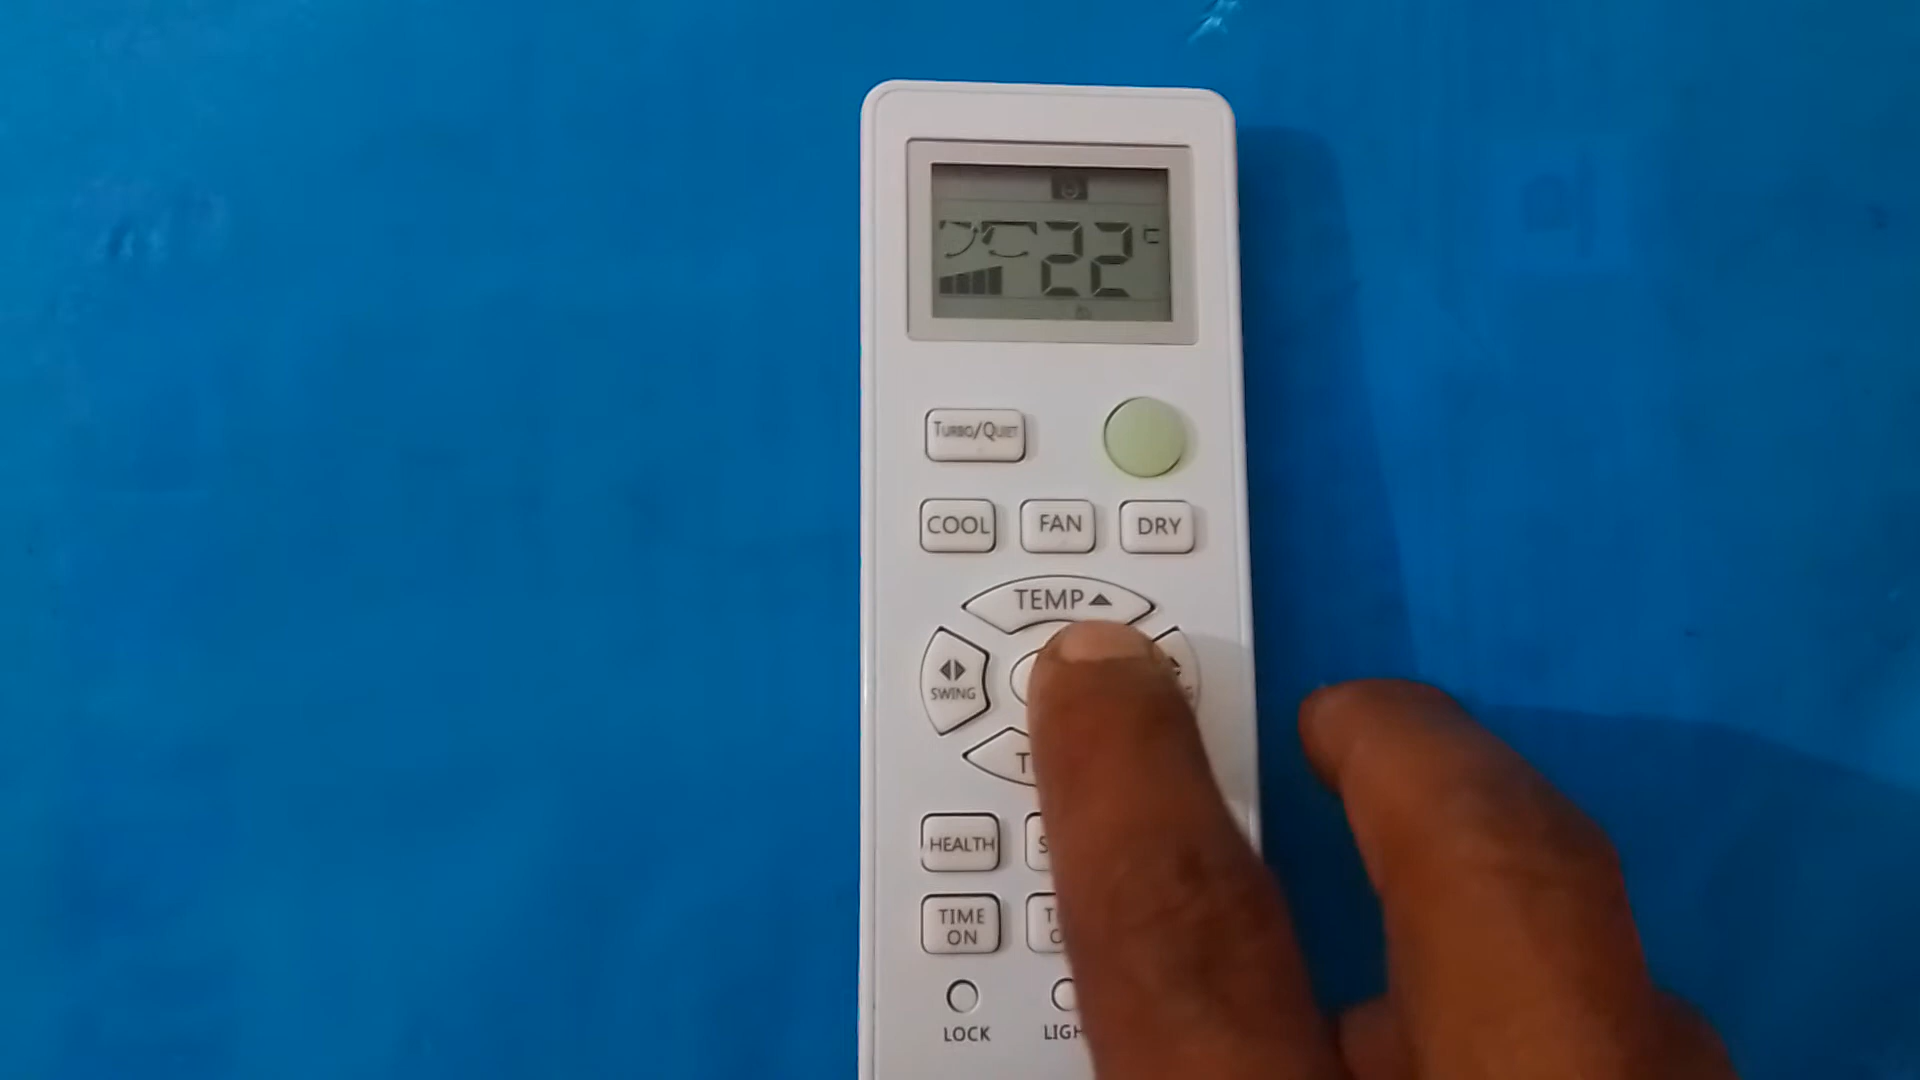 22 °C
TURBO/QUIET
COOL FAN DRY
TEMP▲
SWING
HEALTH
TIME
ON
LOCK